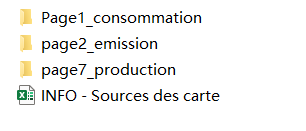 Page1_consommation
page2_emission
page7_production
INFO - Sources des carte